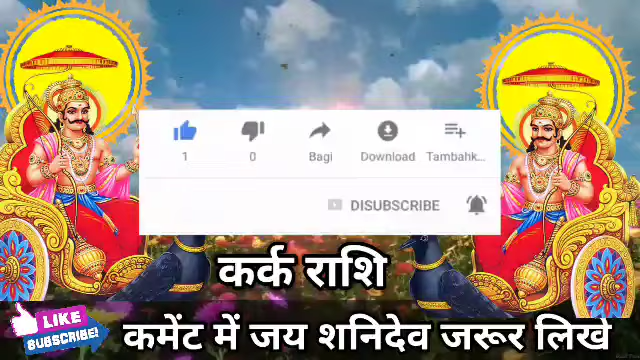 1 0 Bagi Download Tambahk...
DISUBSCRIBE
कर्क राशि
LIKE
SUBSCRIBE!
कमेंट में जय शनिदेव जरूर लिखे